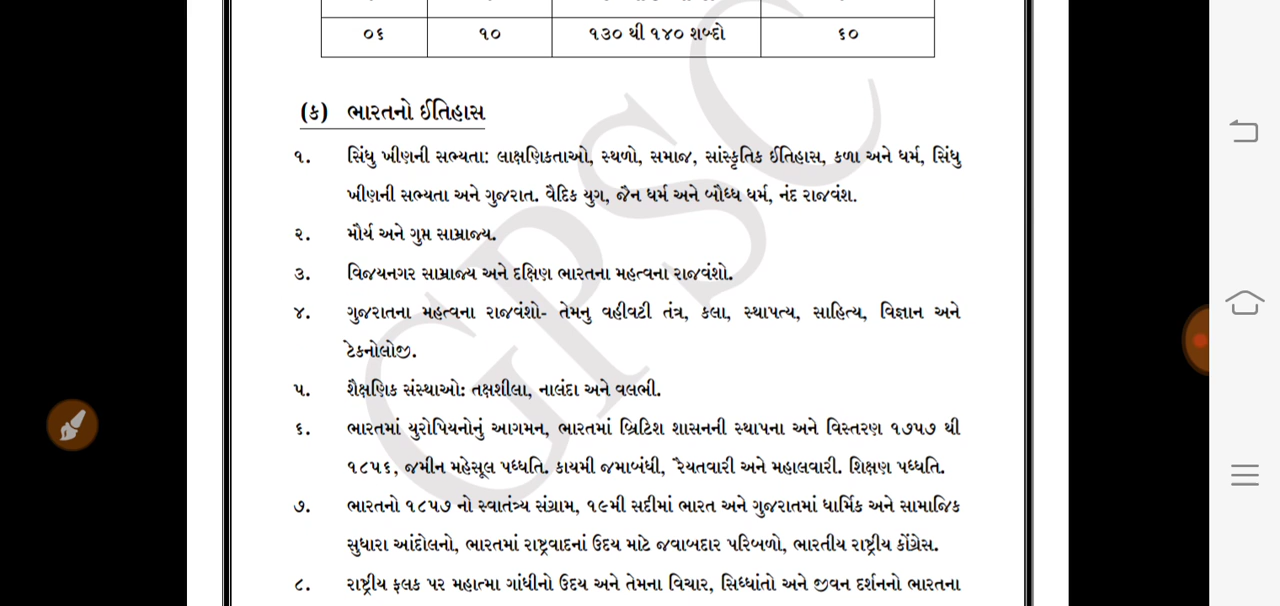 ૦૬ ૧૦ ૧૩૦ થી ૧૪૦ શબ્દો ૬૦
(ક) ભારતનો ઈતિહાસ
૧. સિંધુ ખીણની સભ્યતા: લાક્ષણિકતાઓ, સ્થળો, સમાજ, સાંસ્કૃતિક ઈતિહાસ, કળા અને ધર્મ, સિંધુ
ખીણની સભ્યતા અને ગુજરાત. વૈદિક યુગ, જૈન ધર્મ અને બૌધ્ધ ધર્મ, નંદ રાજવંશ.
૨. મૌર્ય અને ગુપ્ત સામ્રાજ્ય.
૩. વિજયનગર સામ્રાજ્ય અને દક્ષિણ ભારતના મહત્વના રાજવંશો.
૪. ગુજરાતના મહત્વના રાજવંશો- તેમનુ વહીવટી તંત્ર, કલા, સ્થાપત્ય, સાહિત્ય, વિજ્ઞાન અને
ટેકનોલોજી.
૫. શૈક્ષણિક સંસ્થાઓ: તક્ષશીલા, નાલંદા અને વલભી.
૬. ભારતમાં યુરોપિયનોનું આગમન, ભારતમાં બ્રિટિશ શાસનની સ્થાપના અને વિસ્તરણ ૧૭૫૭ થી
૧૮૫૬, જમીન મહેસૂલ પધ્ધતિ. કાયમી જમાબંધી, રૈયતવારી અને મહાલવારી. શિક્ષણ પધ્ધતિ.
૭. ભારતનો ૧૮૫૭ નો સ્વાતંત્ર્ય સંગ્રામ, ૧૯મી સદીમાં ભારત અને ગુજરાતમાં ધાર્મિક અને સામાજિક
સુધારા આંદોલનો, ભારતમાં રાષ્ટ્રવાદનાં ઉદય માટે જવાબદાર પરિબળો, ભારતીય રાષ્ટ્રીય કોંગ્રેસ.
૮. રાષ્ટ્રીય ફલક પર મહાત્મા ગાંધીનો ઉદય અને તેમના વિચાર, સિધ્ધાંતો અને જીવન દર્શનનો ભારતના
GPSC